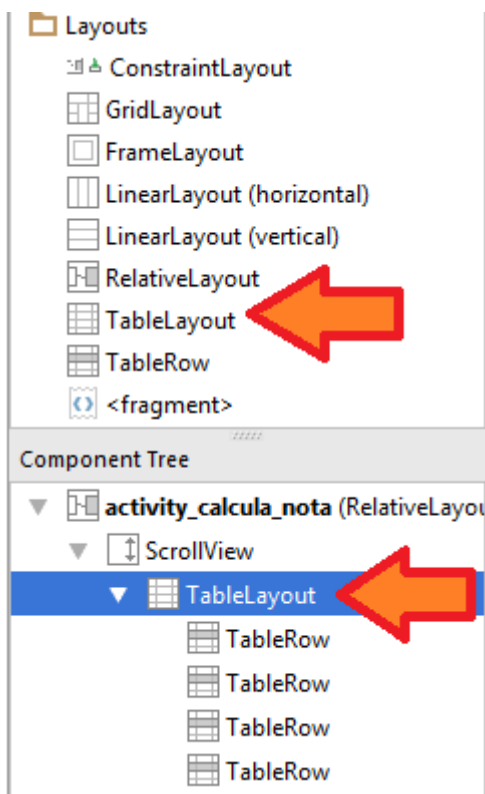 Layouts
ConstraintLayout
GridLayout
FrameLayout
LinearLayout (horizontal)
LinearLayout (vertical)
RelativeLayout
TableLayout
TableRow
<fragment>
Component Tree
activity_calcula_nota (RelativeLayou
ScrollView
TableLayout
TableRow
TableRow
TableRow
TableRow